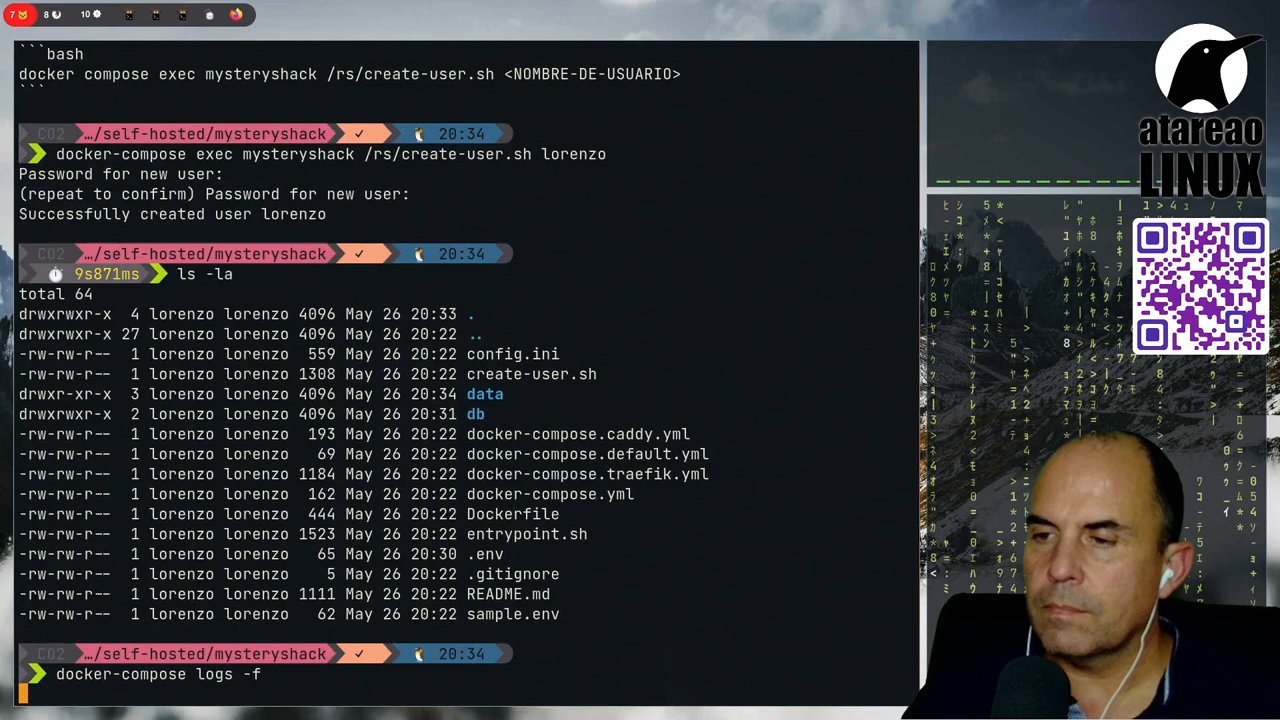 7
8
10
```bash
docker compose exec mysteryshack /rs/create-user.sh <NOMBRE-DE-USUARIO>
```
CO2 …/self-hosted/mysteryshack ✓ 20:34
docker-compose exec mysteryshack /rs/create-user.sh lorenzo
Password for new user:
(repeat to confirm) Password for new user:
Successfully created user lorenzo
CO2 …/self-hosted/mysteryshack ✓ 20:34
9s871ms ls -la
total 64
drwxrwxr-x 4 lorenzo lorenzo 4096 May 26 20:33 .
drwxrwxr-x 27 lorenzo lorenzo 4096 May 26 20:22 ..
-rw-rw-r-- 1 lorenzo lorenzo 559 May 26 20:22 config.ini
-rw-rw-r-- 1 lorenzo lorenzo 1308 May 26 20:22 create-user.sh
drwxrwxr-x 3 lorenzo lorenzo 4096 May 26 20:34 data
drwxrwxr-x 2 lorenzo lorenzo 4096 May 26 20:31 db
-rw-rw-r-- 1 lorenzo lorenzo 193 May 26 20:22 docker-compose.caddy.yml
-rw-rw-r-- 1 lorenzo lorenzo 69 May 26 20:22 docker-compose.default.yml
-rw-rw-r-- 1 lorenzo lorenzo 1184 May 26 20:22 docker-compose.traefik.yml
-rw-rw-r-- 1 lorenzo lorenzo 162 May 26 20:22 docker-compose.yml
-rw-rw-r-- 1 lorenzo lorenzo 444 May 26 20:22 Dockerfile
-rw-rw-r-- 1 lorenzo lorenzo 1523 May 26 20:22 entrypoint.sh
-rw-rw-r-- 1 lorenzo lorenzo 65 May 26 20:30 .env
-rw-rw-r-- 1 lorenzo lorenzo 5 May 26 20:22 .gitignore
-rw-rw-r-- 1 lorenzo lorenzo 1111 May 26 20:22 README.md
-rw-rw-r-- 1 lorenzo lorenzo 62 May 26 20:22 sample.env
CO2 …/self-hosted/mysteryshack ✓ 20:34
docker-compose logs -f
atareao
LINUX